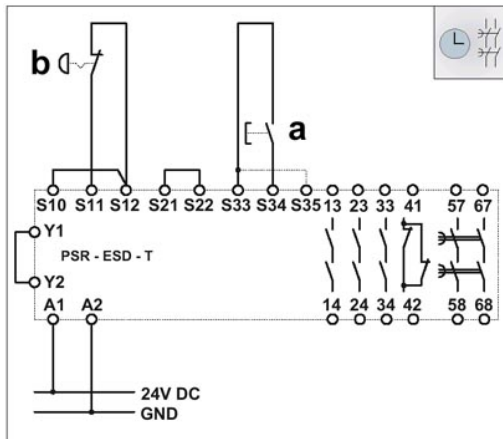 b
a
S10 S11 S12 S21 S22 S33 S34 S35 13 23 33 41 57 67
Y1
PSR - ESD - T
Y2
A1 A2 14 24 34 42 58 68
24V DC
GND